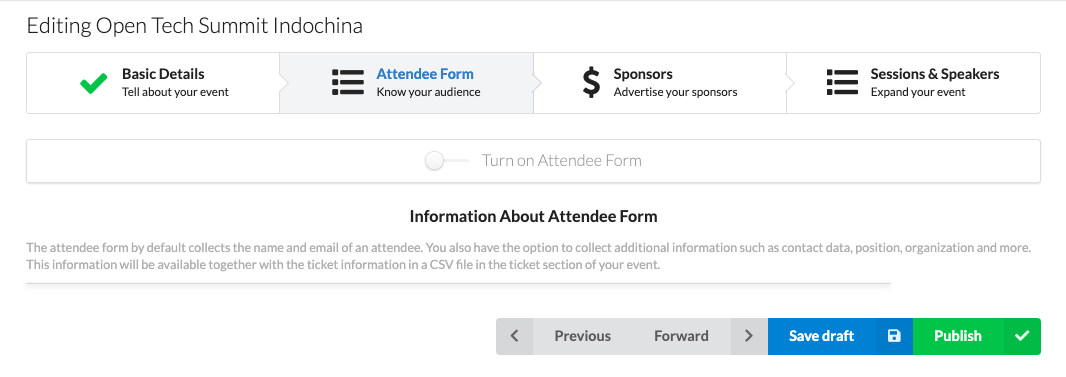 Editing Open Tech Summit Indochina
Basic Details
Tell about your event
Attendee Form
Know your audience
Sponsors
Advertise your sponsors
Sessions & Speakers
Expand your event
Turn on Attendee Form
Information About Attendee Form
The attendee form by default collects the name and email of an attendee. You also have the option to collect additional information such as contact data, position, organization and more.
This information will be available together with the ticket information in a CSV file in the ticket section of your event.
Previous
Forward
Save draft
Publish